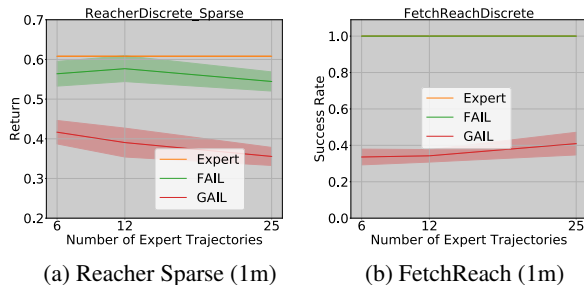 ReacherDiscrete_Sparse
0.7
0.6
0.5
0.4
0.3
0.2
Return
Expert
FAIL
GAIL
6
12
25
Number of Expert Trajectories
(a) Reacher Sparse (1m)
FetchReachDiscrete
1.0
0.8
0.6
0.4
0.2
0.0
Success Rate
Expert
FAIL
GAIL
6
12
25
Number of Expert Trajectories
(b) FetchReach (1m)